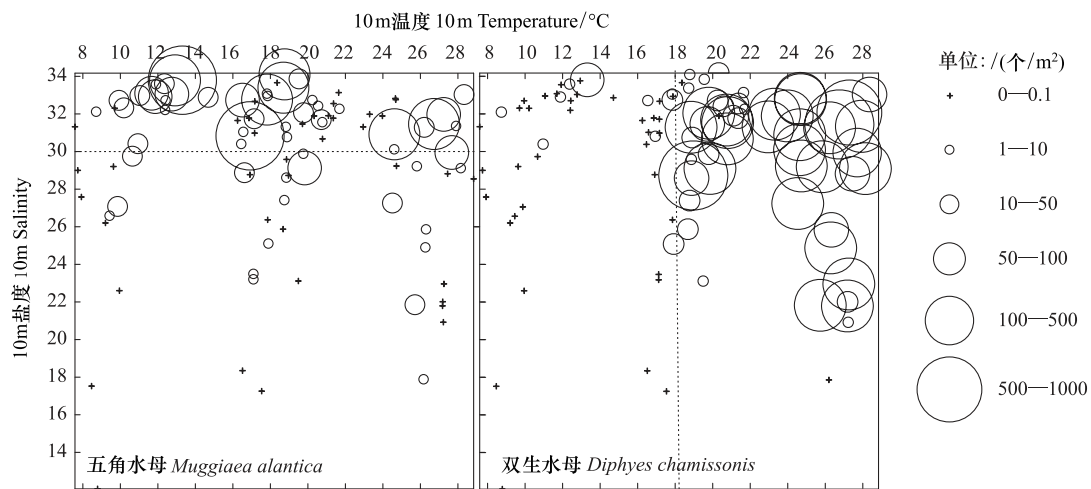 10m温度 10m Temperature/°C
8 10 12 14 16 18 20 22 24 26 28 8 10 12 14 16 18 20 22 24 26 28
10m盐度 10m Salinity
34
32
30
28
26
24
22
20
18
16
14
五角水母 Muggiaea alantica
双生水母 Diphyes chamissonis
单位:/(个/m²)
0—0.1
1—10
10—50
50—100
100—500
500—1000